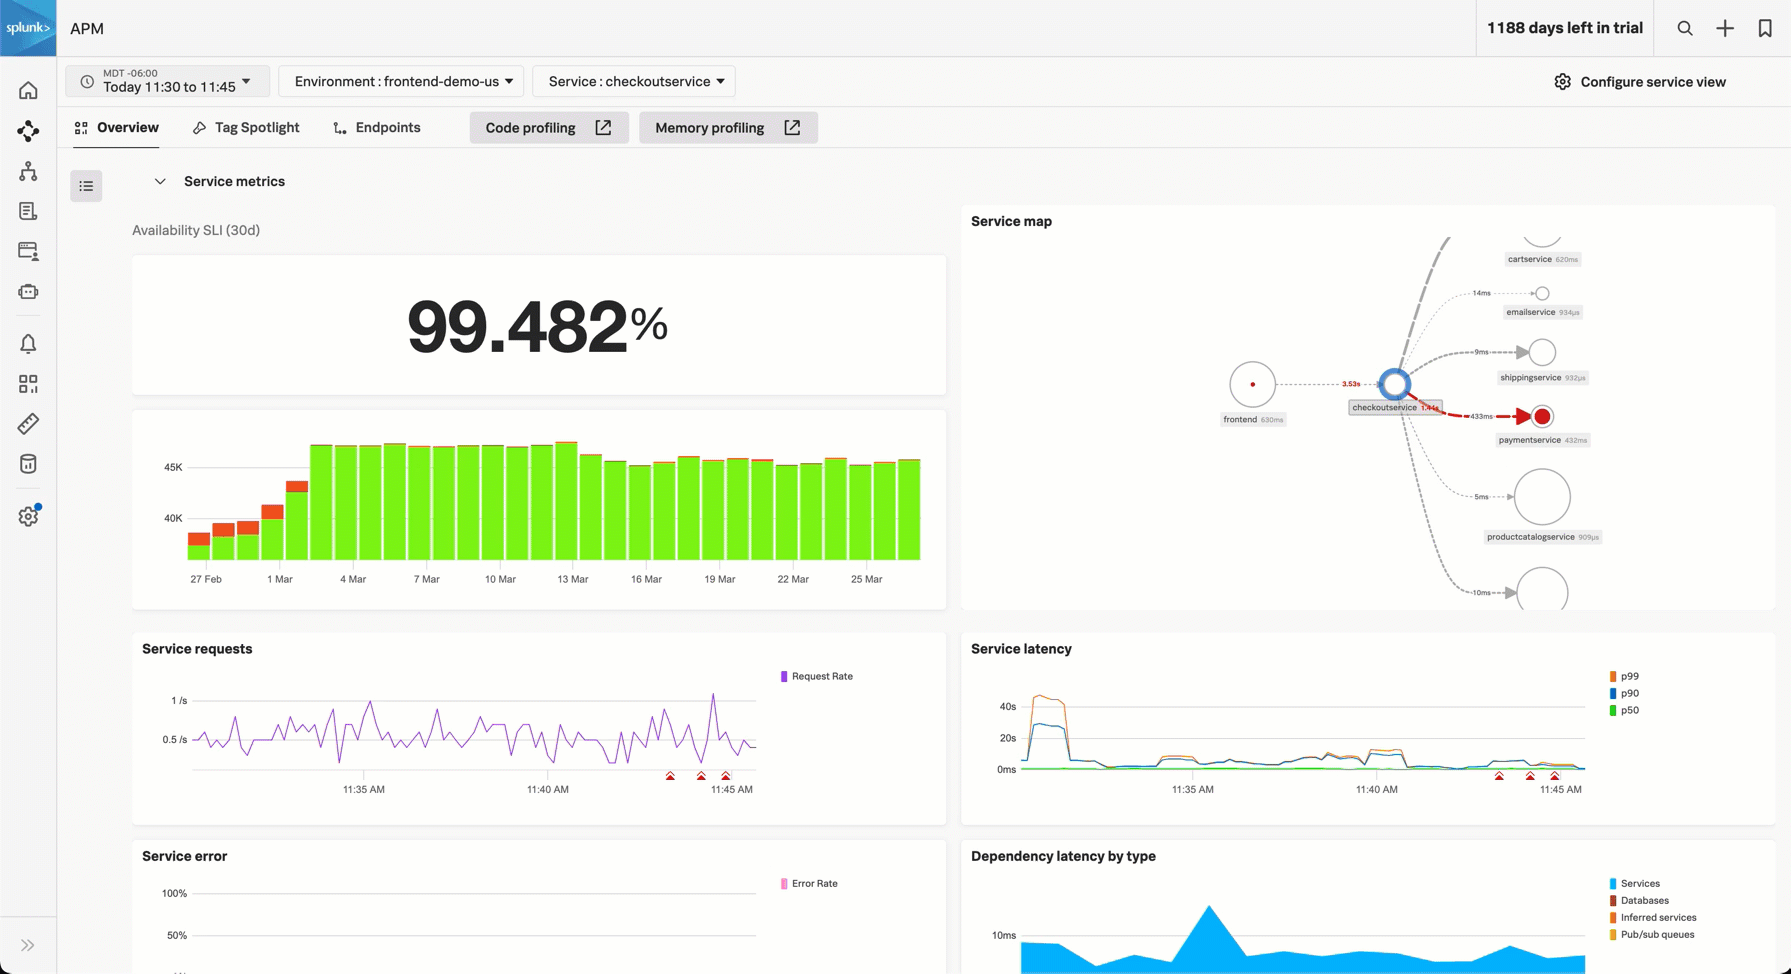 splunk>
APM
1188 days left in trial
MDT -06:00
Today 11:30 to 11:45
Environment : frontend-demo-us
Service : checkoutservice
Configure service view
Overview
Tag Spotlight
Endpoints
Code profiling
Memory profiling
Service metrics
Availability SLI (30d)
99.482%
45K
40K
27 Feb
1 Mar
4 Mar
7 Mar
10 Mar
13 Mar
16 Mar
19 Mar
22 Mar
25 Mar
Service map
cartservice 620ms
14ms
emailservice 934µs
9ms
shippingservice 932µs
3.53s
frontend 630ms
checkoutservice 1.44s
433ms
paymentservice 432ms
5ms
productcatalogservice 909µs
10ms
Service requests
Request Rate
1 /s
0.5 /s
11:35 AM
11:40 AM
11:45 AM
Service latency
p99
p90
p50
40s
20s
0ms
11:35 AM
11:40 AM
11:45 AM
Service error
Error Rate
100%
50%
Dependency latency by type
Services
Databases
Inferred services
Pub/sub queues
10ms